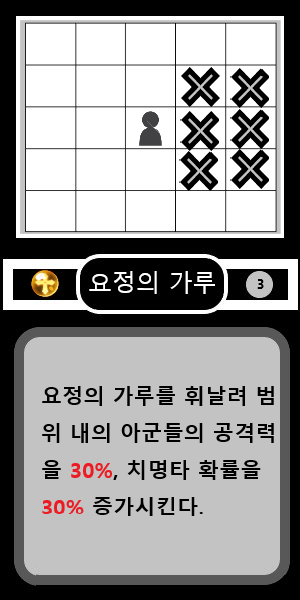 요정의 가루
3
요정의 가루를 휘날려 범
위 내의 아군들의 공격력
을 30%, 치명타 확률을
30% 증가시킨다.